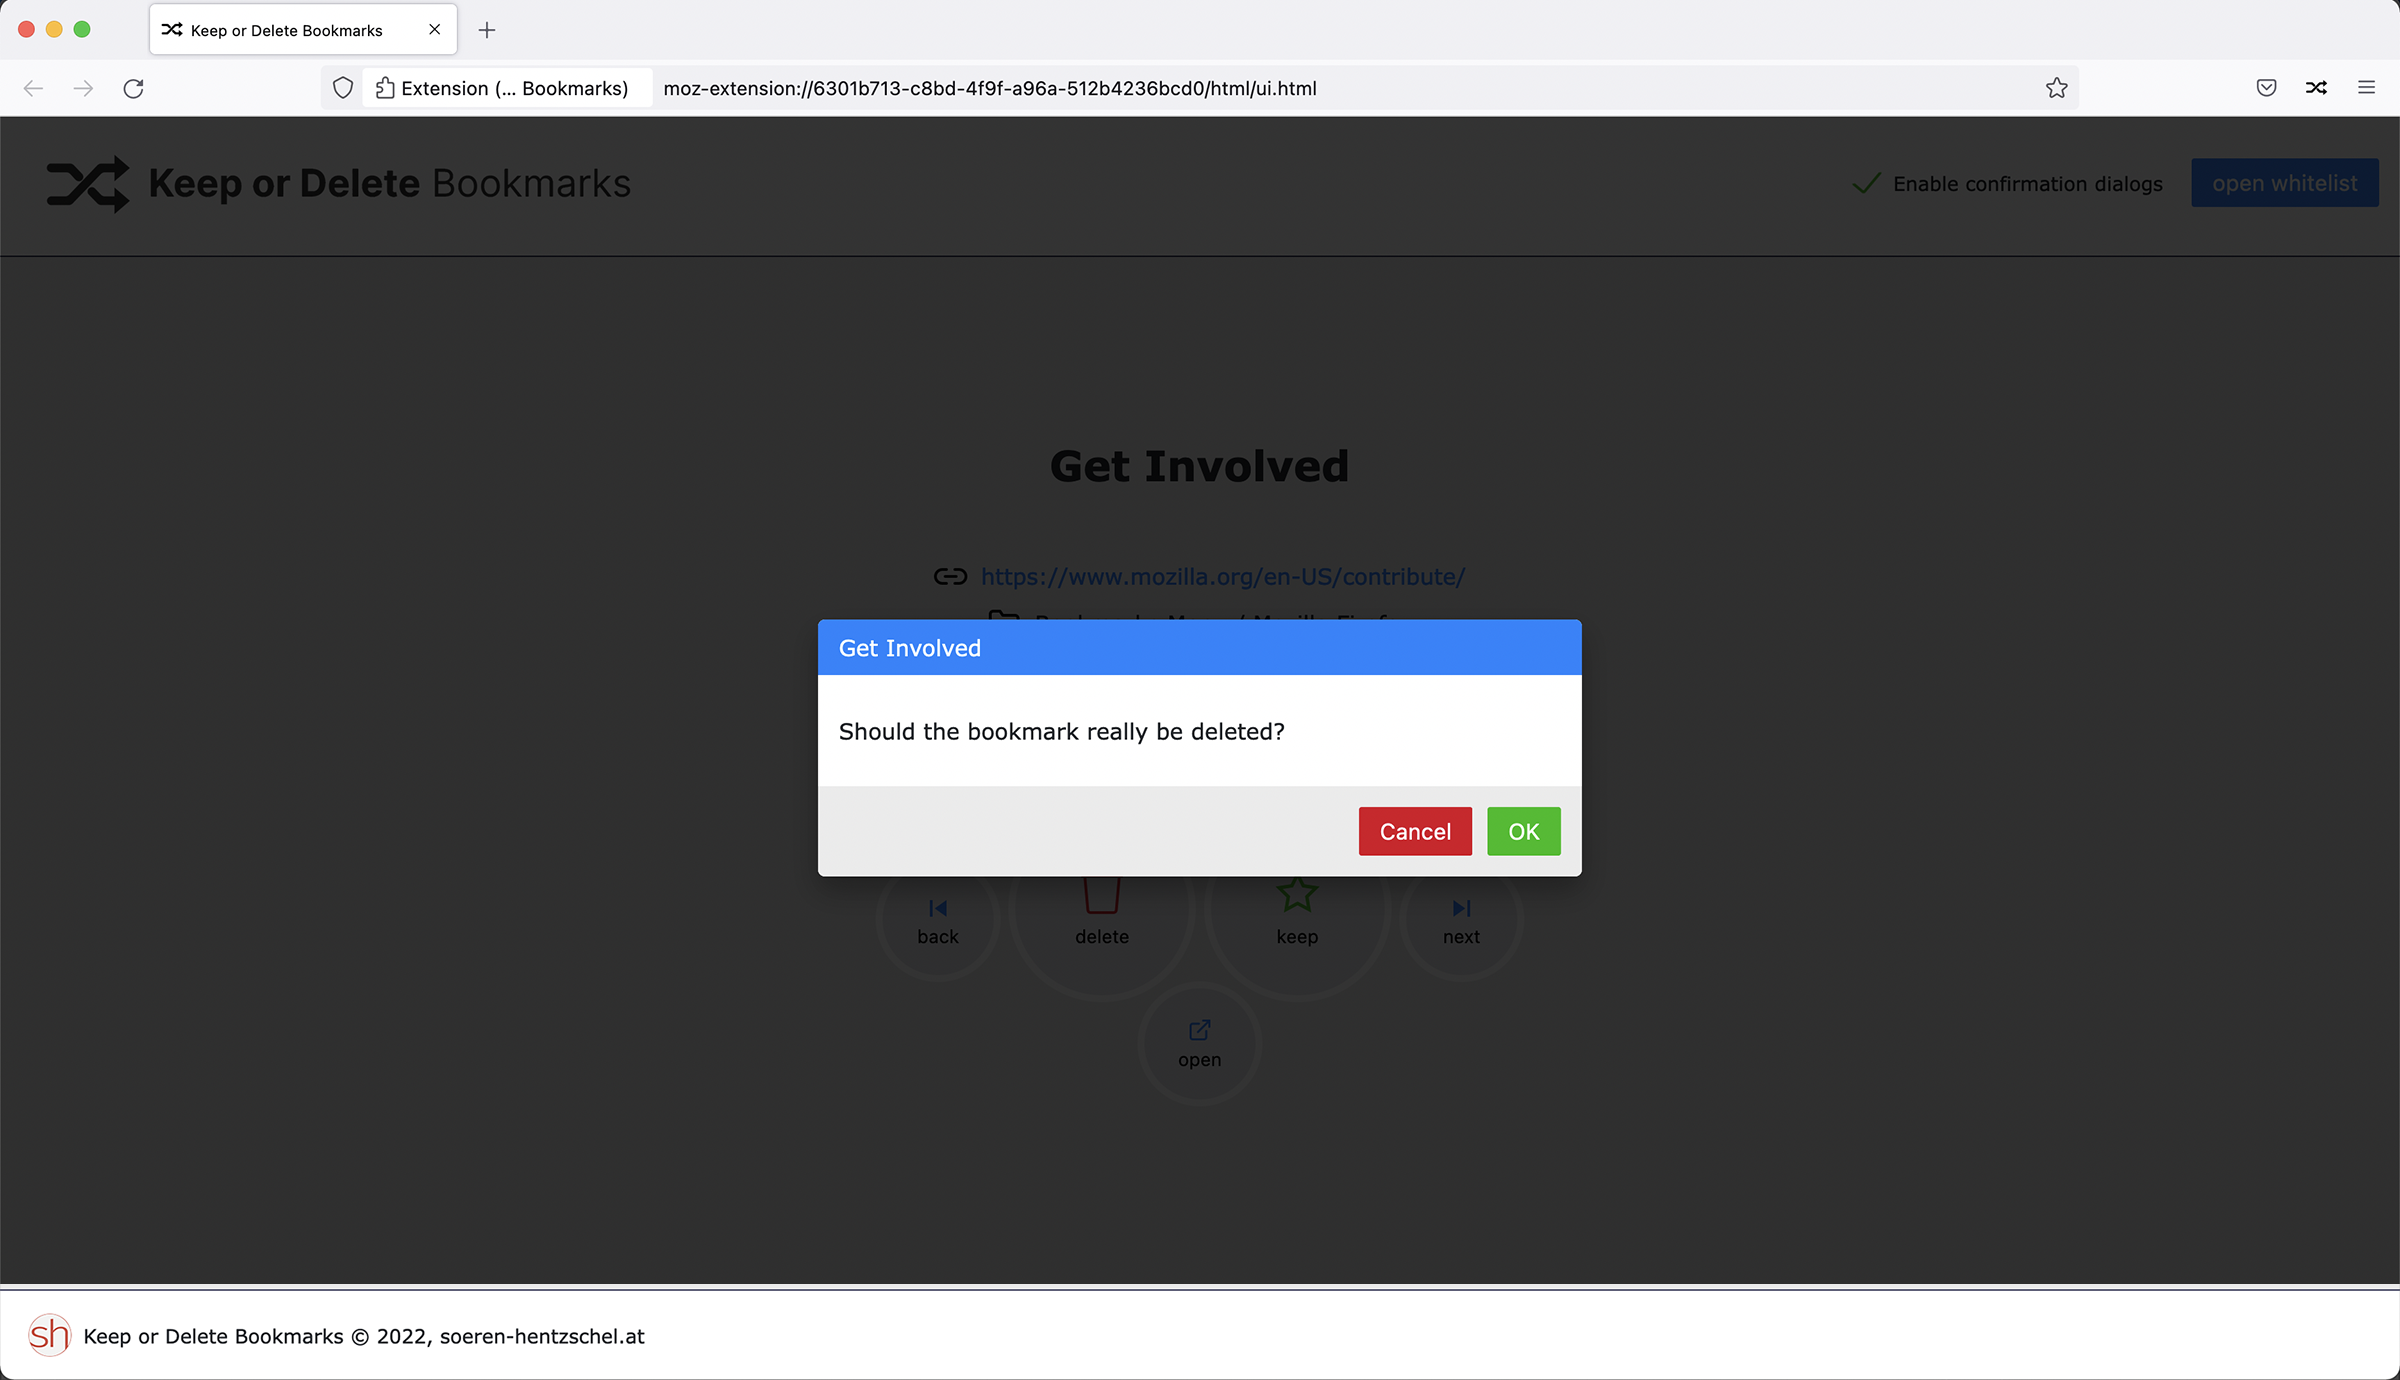 Keep or Delete Bookmarks
Extension (... Bookmarks) moz-extension://6301b713-c8bd-4f9f-a96a-512b4236bcd0/html/ui.html
Keep or Delete Bookmarks
Enable confirmation dialogs
open whitelist
Get Involved
https://www.mozilla.org/en-US/contribute/
Get Involved
Should the bookmark really be deleted?
Cancel OK
back delete keep next
open
sh Keep or Delete Bookmarks © 2022, soeren-hentzschel.at